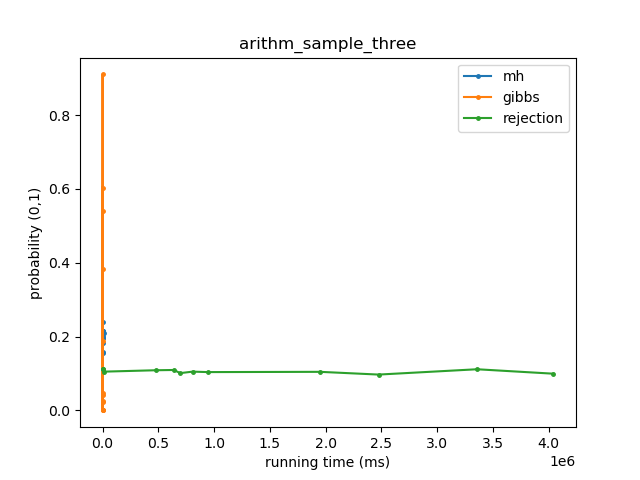 arithm_sample_three
mh
gibbs
rejection
probability (0,1)
0.8
0.6
0.4
0.2
0.0
0.0 0.5 1.0 1.5 2.0 2.5 3.0 3.5 4.0
1e6
running time (ms)